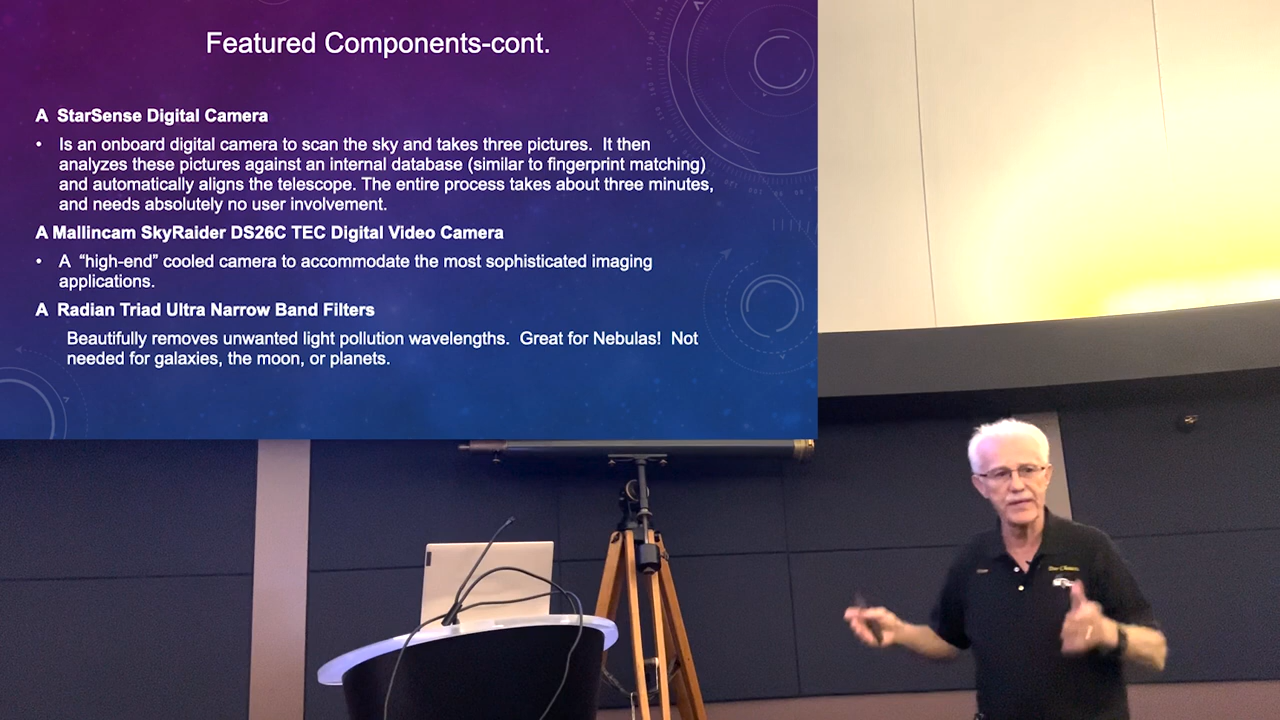 Featured Components-cont.
A StarSense Digital Camera
• Is an onboard digital camera to scan the sky and takes three pictures. It then
analyzes these pictures against an internal database (similar to fingerprint matching)
and automatically aligns the telescope. The entire process takes about three minutes,
and needs absolutely no user involvement.
A Mallincam SkyRaider DS26C TEC Digital Video Camera
• A “high-end” cooled camera to accommodate the most sophisticated imaging
applications.
A Radian Triad Ultra Narrow Band Filters
Beautifully removes unwanted light pollution wavelengths. Great for Nebulas! Not
needed for galaxies, the moon, or planets.